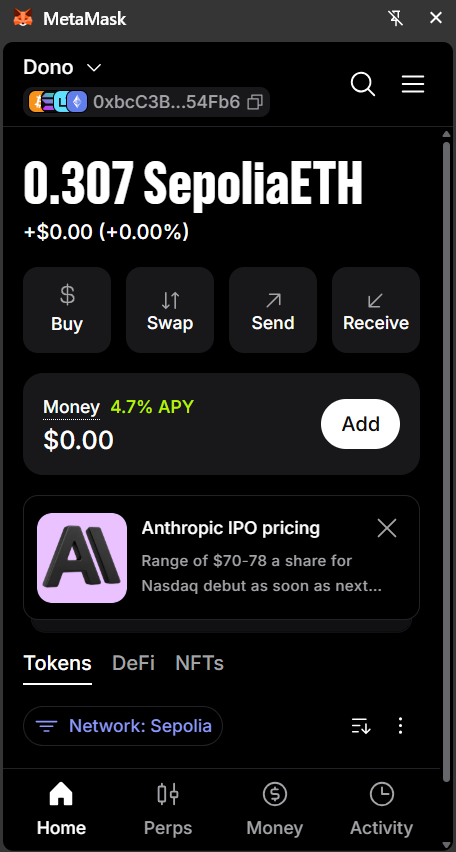 MetaMask
Dono
0xbcC3B...54Fb6
0.307 SepoliaETH
+$0.00 (+0.00%)
Buy
Swap
Send
Receive
Money 4.7% APY
$0.00
Add
Anthropic IPO pricing
Range of $70-78 a share for
Nasdaq debut as soon as next...
Tokens DeFi NFTs
Network: Sepolia
Home Perps Money Activity